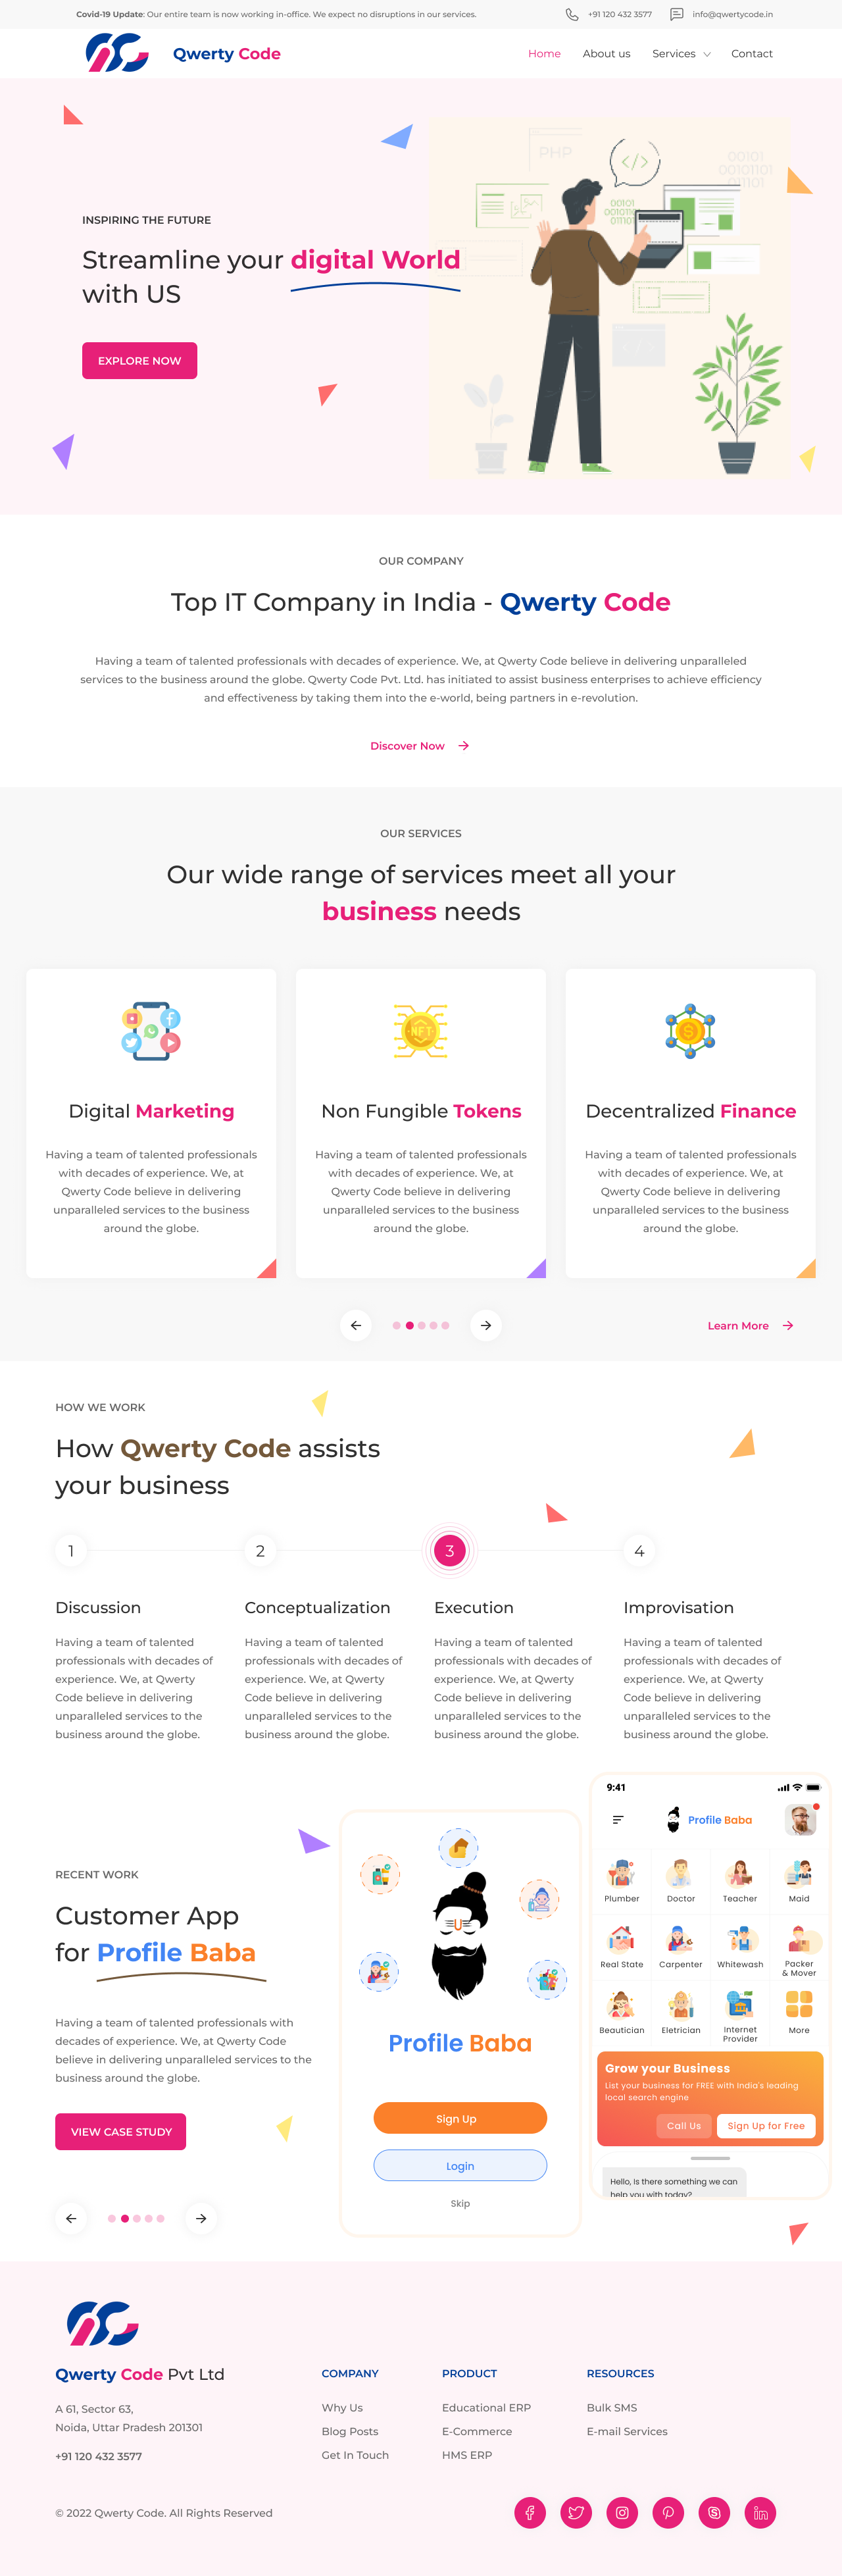 Covid-19 Update: Our entire team is now working in-office. We expect no disruptions in our services.
+91 120 432 3577
info@qwertycode.in
Qwerty Code
Home
About us
Services
Contact
PHP
</>
00101
00101101
011101
INSPIRING THE FUTURE
Streamline your digital World
with US
EXPLORE NOW
OUR COMPANY
Top IT Company in India - Qwerty Code
Having a team of talented professionals with decades of experience. We, at Qwerty Code believe in delivering unparalleled
services to the business around the globe. Qwerty Code Pvt. Ltd. has initiated to assist business enterprises to achieve efficiency
and effectiveness by taking them into the e-world, being partners in e-revolution.
Discover Now
OUR SERVICES
Our wide range of services meet all your
business needs
NFT
Digital Marketing
Having a team of talented professionals
with decades of experience. We, at
Qwerty Code believe in delivering
unparalleled services to the business
around the globe.
Non Fungible Tokens
Having a team of talented professionals
with decades of experience. We, at
Qwerty Code believe in delivering
unparalleled services to the business
around the globe.
Decentralized Finance
Having a team of talented professionals
with decades of experience. We, at
Qwerty Code believe in delivering
unparalleled services to the business
around the globe.
Learn More
HOW WE WORK
How Qwerty Code assists
your business
1
2
3
4
Discussion
Having a team of talented
professionals with decades of
experience. We, at Qwerty
Code believe in delivering
unparalleled services to the
business around the globe.
Conceptualization
Having a team of talented
professionals with decades of
experience. We, at Qwerty
Code believe in delivering
unparalleled services to the
business around the globe.
Execution
Having a team of talented
professionals with decades of
experience. We, at Qwerty
Code believe in delivering
unparalleled services to the
business around the globe.
Improvisation
Having a team of talented
professionals with decades of
experience. We, at Qwerty
Code believe in delivering
unparalleled services to the
business around the globe.
RECENT WORK
Customer App
for Profile Baba
Having a team of talented professionals with
decades of experience. We, at Qwerty Code
believe in delivering unparalleled services to the
business around the globe.
VIEW CASE STUDY
Profile Baba
Sign Up
Login
Skip
9:41
Profile Baba
Plumber
Doctor
Teacher
Maid
Real State
Carpenter
Whitewash
Packer
& Mover
Beautician
Eletrician
Internet
Provider
More
Grow your Business
List your business for FREE with India's leading
local search engine
Call Us
Sign Up for Free
Hello, Is there something we can
help you with today?
Qwerty Code Pvt Ltd
A 61, Sector 63,
Noida, Uttar Pradesh 201301
+91 120 432 3577
COMPANY
Why Us
Blog Posts
Get In Touch
PRODUCT
Educational ERP
E-Commerce
HMS ERP
RESOURCES
Bulk SMS
E-mail Services
© 2022 Qwerty Code. All Rights Reserved